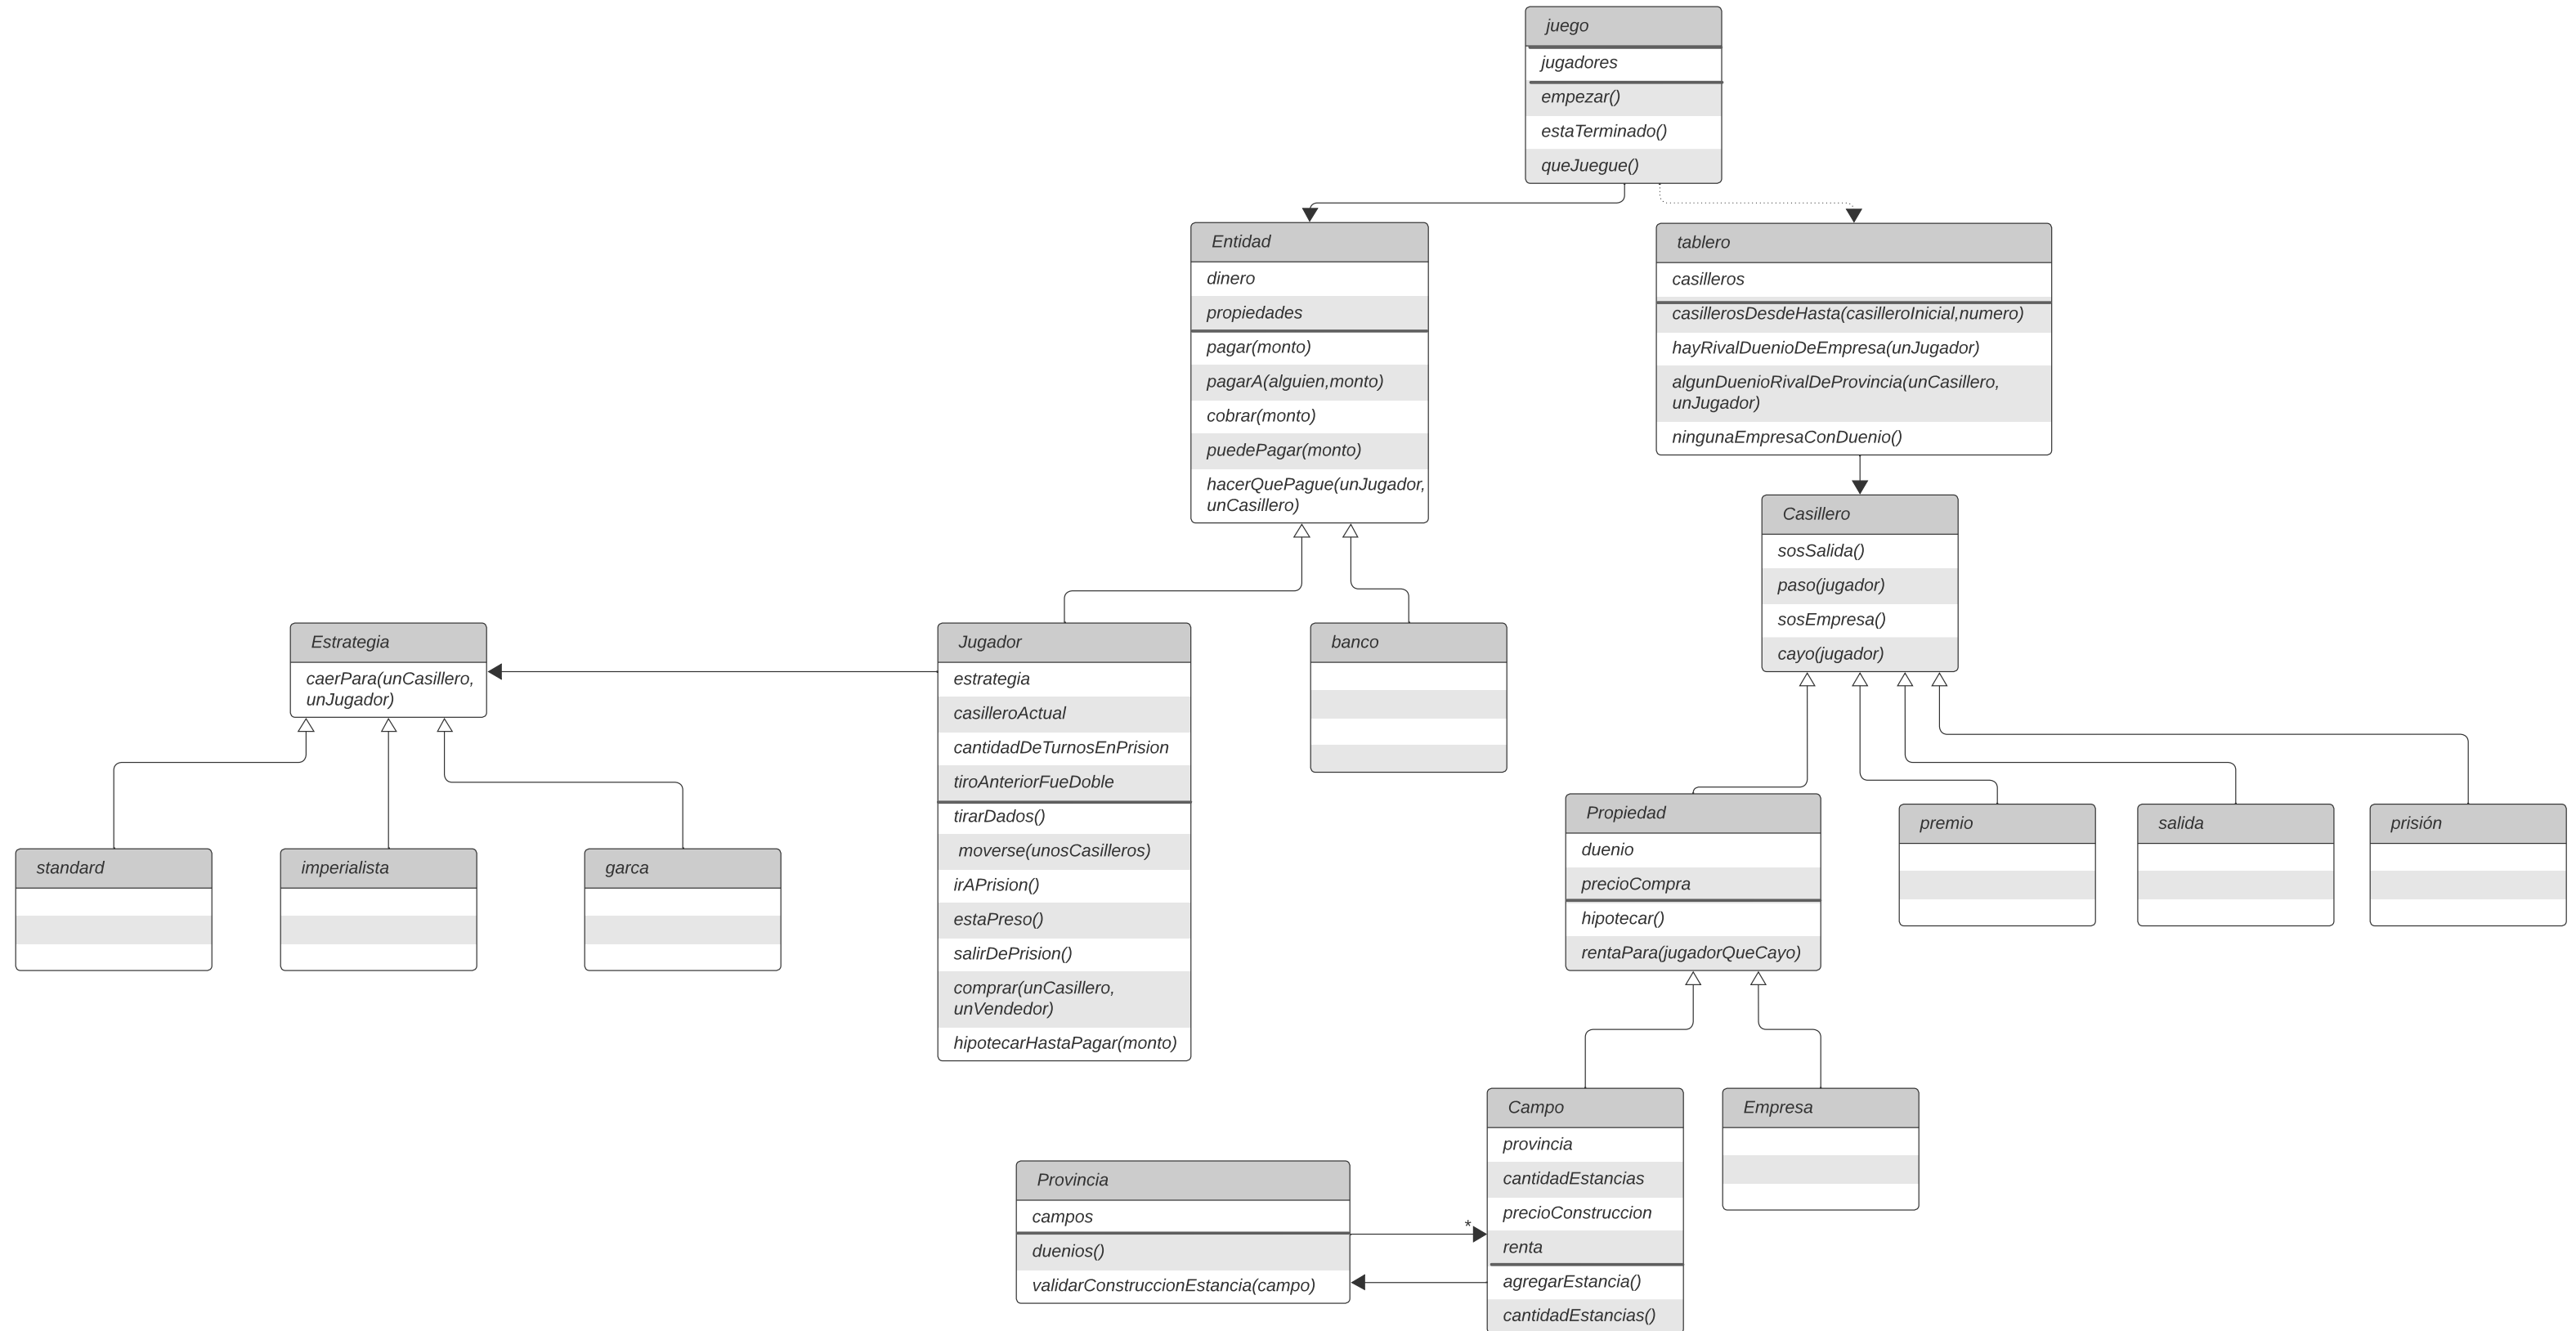 juego
jugadores
empezar()
estaTerminado()
queJuegue()
Entidad
dinero
propiedades
pagar(monto)
pagarA(alguien,monto)
cobrar(monto)
puedePagar(monto)
hacerQuePague(unJugador,
unCasillero)
tablero
casilleros
casillerosDesdeHasta(casilleroInicial,numero)
hayRivalDuenioDeEmpresa(unJugador)
algunDuenioRivalDeProvincia(unCasillero,
unJugador)
ningunaEmpresaConDuenio()
Casillero
sosSalida()
paso(jugador)
sosEmpresa()
cayo(jugador)
Estrategia
caerPara(unCasillero,
unJugador)
Jugador
estrategia
casilleroActual
cantidadDeTurnosEnPrision
tiroAnteriorFueDoble
tirarDados()
moverse(unosCasilleros)
irAPrision()
estaPreso()
salirDePrision()
comprar(unCasillero,
unVendedor)
hipotecarHastaPagar(monto)
banco
standard
imperialista
garca
Propiedad
duenio
precioCompra
hipotecar()
rentaPara(jugadorQueCayo)
premio
salida
prisión
Provincia
campos
duenios()
validarConstruccionEstancia(campo)
*
Campo
provincia
cantidadEstancias
precioConstruccion
renta
agregarEstancia()
cantidadEstancias()
Empresa